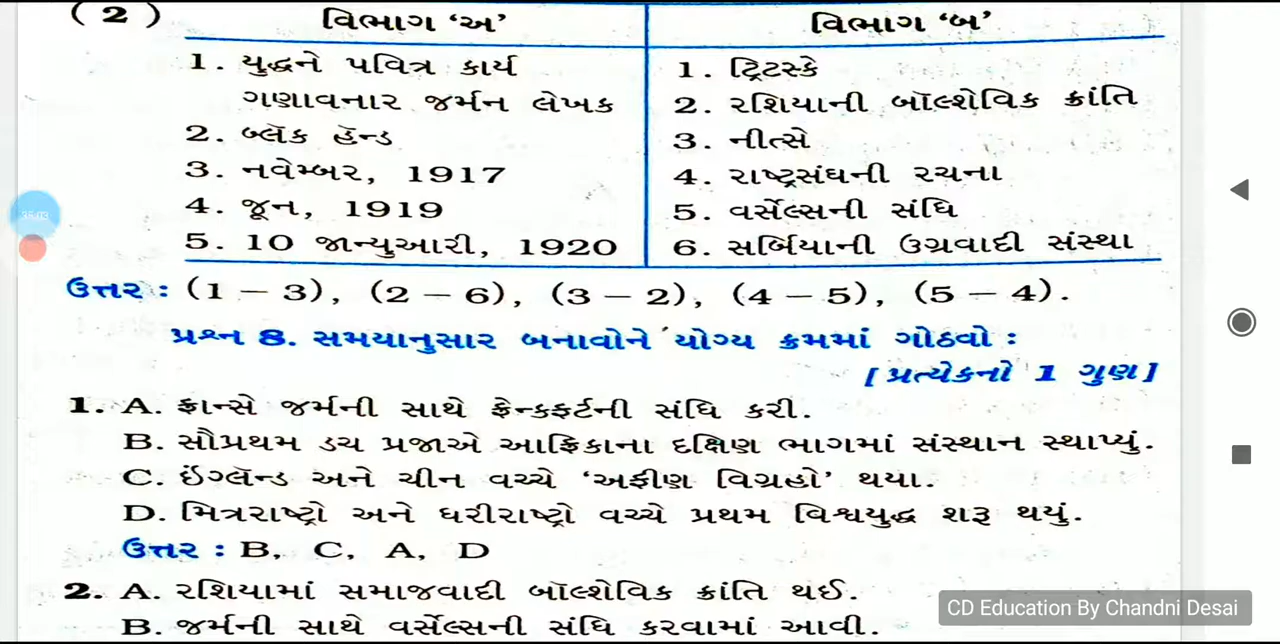 ( 2 ) વિભાગ ‘અ’ વિભાગ ‘બ’
1. યુદ્ધને પવિત્ર કાર્ય 1. ટ્રિટસ્કે
ગણાવનાર જર્મન લેખક 2. રશિયાની બૉલ્શેવિક ક્રાંતિ
2. બ્લૅક હૅન્ડ 3. નીત્સે
3. નવેમ્બર, 1917 4. રાષ્ટ્રસંઘની રચના
4. જૂન, 1919 5. વર્સેલ્સની સંધિ
5. 10 જાન્યુઆરી, 1920 6. સર્બિયાની ઉગ્રવાદી સંસ્થા
ઉત્તર : (1 – 3), (2 – 6), (3 – 2), (4 – 5), (5 – 4).
પ્રશ્ન 8. સમયાનુસાર બનાવોને યોગ્ય ક્રમમાં ગોઠવો :
[ પ્રત્યેકનો 1 ગુણ ]
1. A. ફ્રાન્સે જર્મની સાથે ફ્રેન્કફર્ટની સંધિ કરી.
B. સૌપ્રથમ ડચ પ્રજાએ આફ્રિકાના દક્ષિણ ભાગમાં સંસ્થાન સ્થાપ્યું.
C. ઈંગ્લૅન્ડ અને ચીન વચ્ચે ‘અફીણ વિગ્રહો’ થયા.
D. મિત્રરાષ્ટ્રો અને ધરીરાષ્ટ્રો વચ્ચે પ્રથમ વિશ્વયુદ્ધ શરૂ થયું.
ઉત્તર : B, C, A, D
2. A. રશિયામાં સમાજવાદી બૉલ્શેવિક ક્રાંતિ થઈ.
B. જર્મની સાથે વર્સેલ્સની સંધિ કરવામાં આવી.
CD Education By Chandni Desai